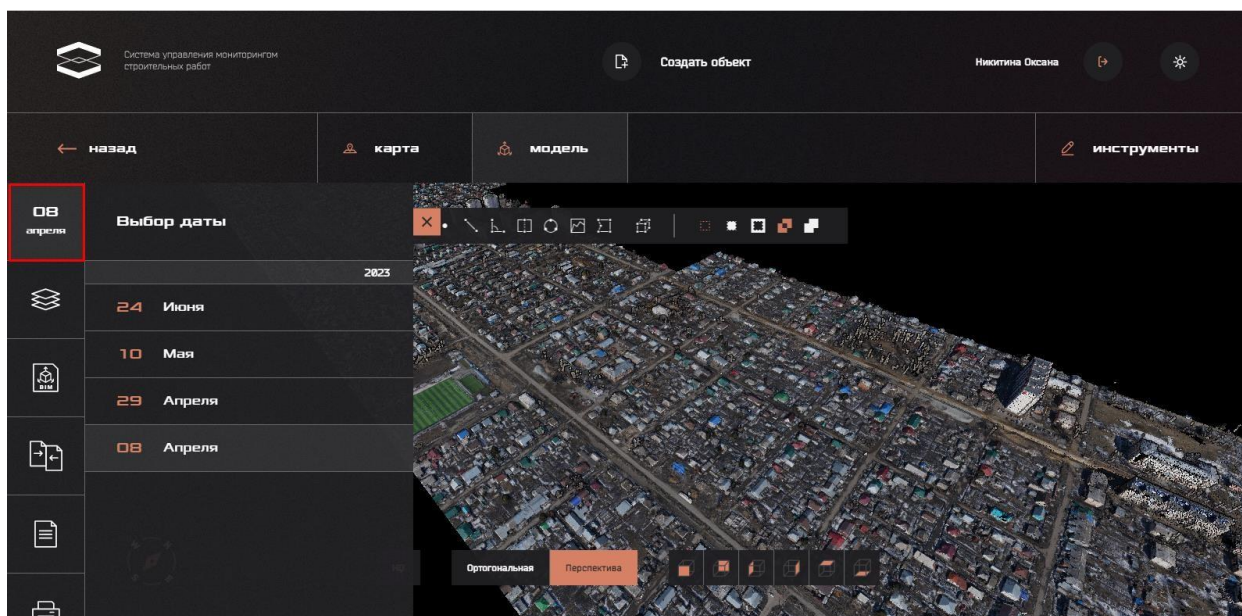 Система управления мониторингом
строительных работ
Создать объект
Никитина Оксана
назад
карта
модель
инструменты
08
апреля
Выбор даты
2023
24 Июня
10 Мая
29 Апреля
08 Апреля
BIM
Ортогональная
Перспектива